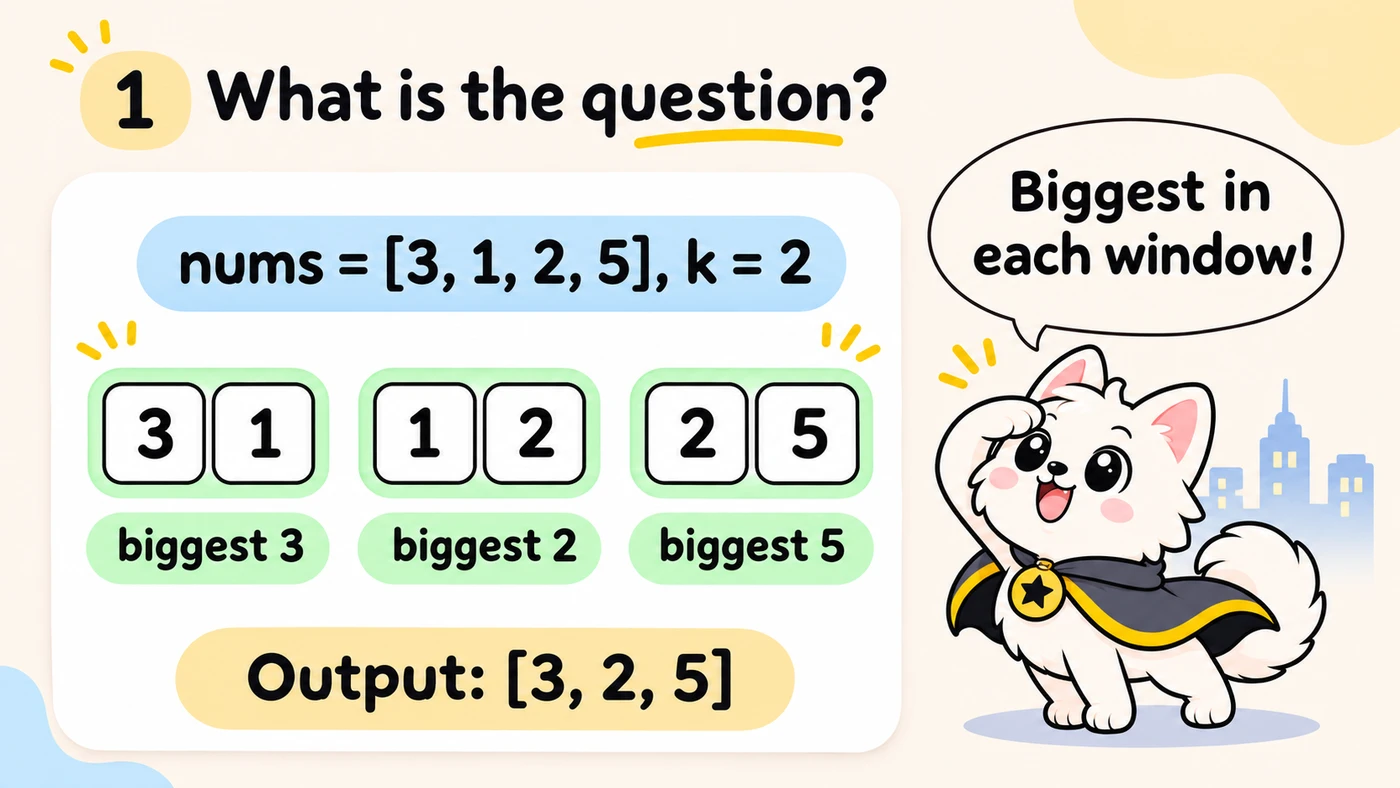 1 What is the question?
nums = [3, 1, 2, 5], k = 2
3 1 1 2 2 5
biggest 3 biggest 2 biggest 5
Output: [3, 2, 5]
Biggest in
each window!